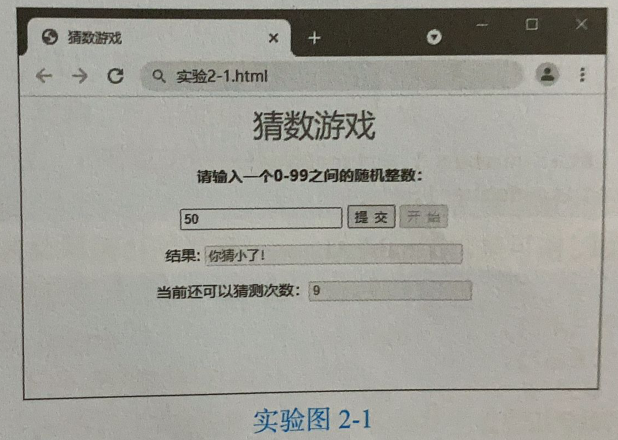 猜数游戏
实验2-1.html
猜数游戏
请输入一个0-99之间的随机整数：
50 提 交 开 始
结果: 你猜小了!
当前还可以猜测次数： 9
实验图 2-1